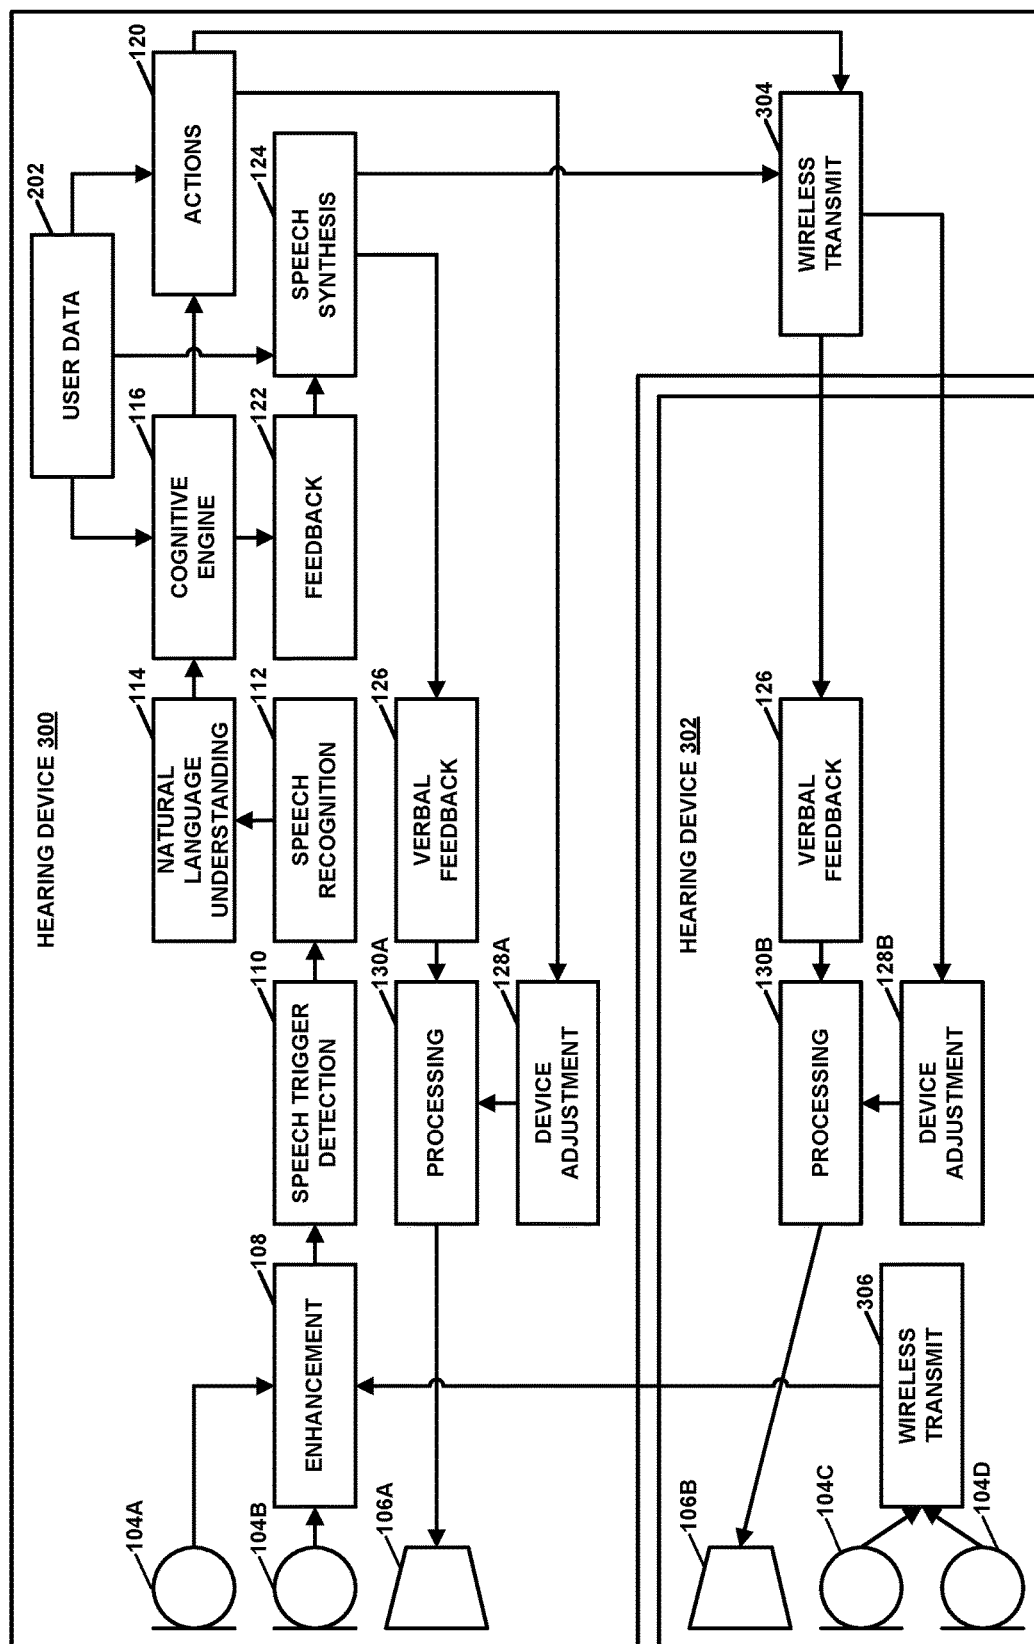 HEARING DEVICE 300
104A
104B
106A
ENHANCEMENT
108
SPEECH TRIGGER
DETECTION
110
SPEECH
RECOGNITION
112
NATURAL
LANGUAGE
UNDERSTANDING
114
COGNITIVE
ENGINE
116
USER DATA
202
ACTIONS
120
FEEDBACK
122
SPEECH
SYNTHESIS
124
VERBAL
FEEDBACK
126
PROCESSING
130A
DEVICE
ADJUSTMENT
128A
WIRELESS
TRANSMIT
304
HEARING DEVICE 302
106B
104C
104D
WIRELESS
TRANSMIT
306
PROCESSING
130B
DEVICE
ADJUSTMENT
128B
VERBAL
FEEDBACK
126